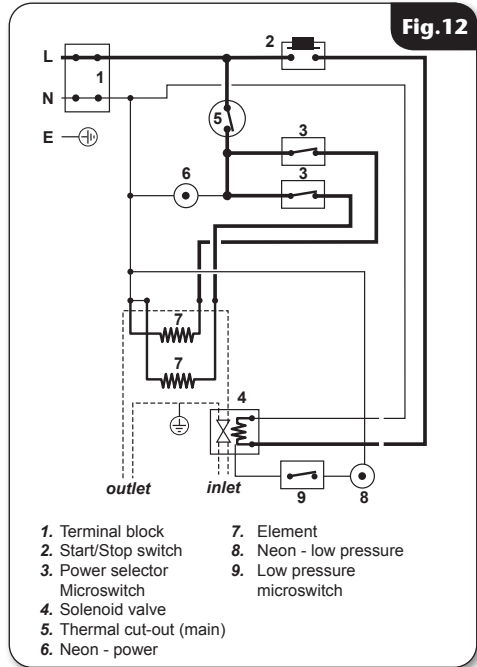 Fig.12
2
L
1
N
5
E
3
6
3
7
7
4
outlet
inlet
9
8
1. Terminal block
2. Start/Stop switch
3. Power selector
Microswitch
4. Solenoid valve
5. Thermal cut-out (main)
6. Neon - power
7. Element
8. Neon - low pressure
9. Low pressure
microswitch